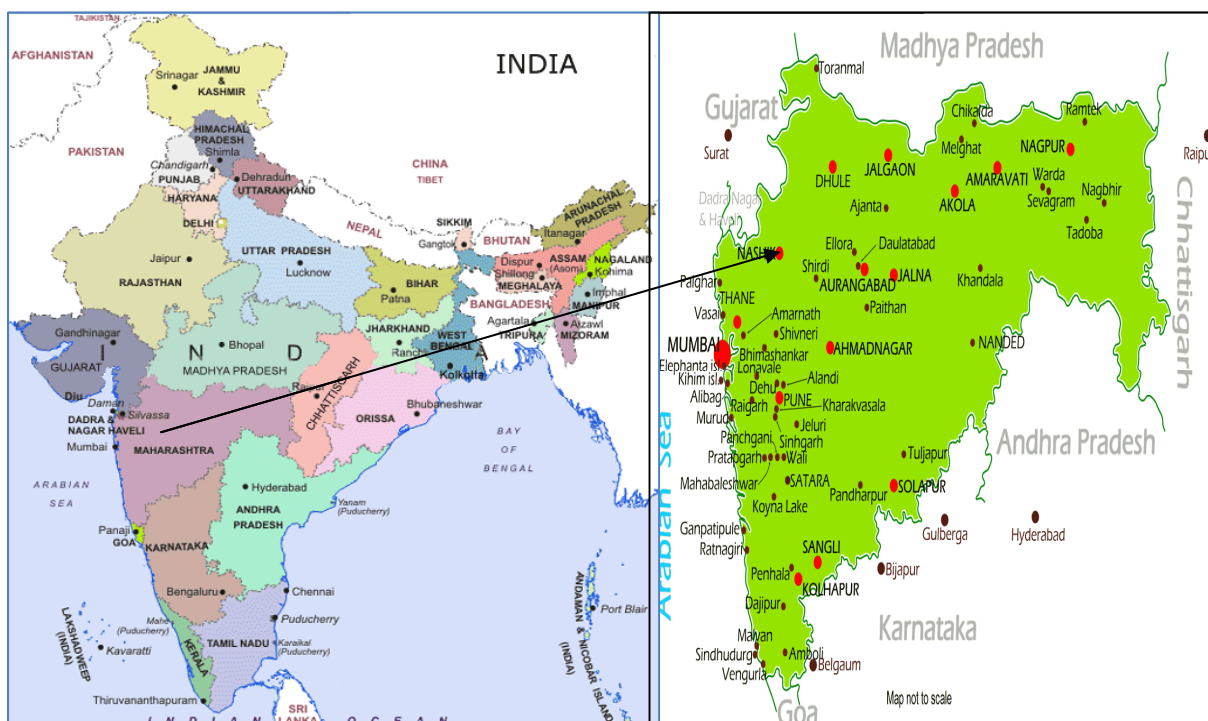 TAJIKISTAN
AFGHANISTAN
INDIA
JAMMU
&
KASHMIR
Srinagar
HIMACHAL
PRADESH
Shimla
PAKISTAN
Chandigarh
PUNJAB
Dehradun
UTTARAKHAND
CHINA
TIBET
HARYANA
DELHI
NEPAL
SIKKIM
Gangtok
BHUTAN
ARUNACHAL
PRADESH
Itanagar
UTTAR PRADESH
Lucknow
Jaipur
RAJASTHAN
Dispur
ASSAM
(Asom)
NAGALAND
Kohima
Shillong
MEGHALAYA
Imphal
MANIPUR
BIHAR
Patna
BANGLADESH
Agartala
TRIPURA
Aizawl
MIZORAM
JHARKHAND
Ranchi
WEST
BENGAL
Kolkotta
Gandhinagar
I N D A
GUJARAT
Bhopal
MADHYA PRADESH
CHHATTISGARH
Raipur
ORISSA
Bhubaneshwar
Diu
Daman
Silvassa
DADRA &
NAGAR HAVELI
Mumbai
MAHARASHTRA
ARABIAN
SEA
BAY
OF
BENGAL
Hyderabad
ANDHRA
PRADESH
Yanam
(Puducherry)
Panaji
GOA
KARNATAKA
Bengaluru
Chennai
Mahe
(Puducherry)
Puducherry
Karaikal
(Puducherry)
TAMIL NADU
KERALA
LAKSHADWEEP
(INDIA)
Kavaratti
Thiruvananthapuram
ANDAMAN & NICOBAR ISLAND
(INDIA)
Port Blair
SRI
LANKA
I N D I A N O C E A N
Madhya Pradesh
Toranmal
Gujarat
Surat
Chikalda
Melghat
Ramtek
NAGPUR
Raipu
JALGAON
DHULE
AMARAVATI
AKOLA
Warda
Sevagram
Nagbhir
Tadoba
Chhattisgarh
Dadra Nagar
& Haveli
Ajanta
NASHIK
Ellora
Daulatabad
Shirdi
AURANGABAD
JALNA
Khandala
Palghar
THANE
Vasai
Paithan
Amarnath
Shivneri
MUMBAI
Bhimashankar
AHMADNAGAR
NANDED
Elephanta isl.
Lonavale
Kihim isl.
Dehu
Alandi
Alibag
PUNE
Raigarh
Kharakvasala
Murud
Jeluri
Panchgani
Sinhgarh
Pratabgarh
Wali
Tuljapur
Andhra Pradesh
Mahabaleshwar
SATARA
Pandharpur
SOLAPUR
Koyna Lake
Arabian Sea
Ganpatipule
Ratnagiri
Gulberga
Hyderabad
SANGLI
Penhala
Bijapur
KOLHAPUR
Dajipur
Karnataka
Malvan
Sindhudurg
Amboli
Vengurla
Belgaum
Map not to scale
Goa